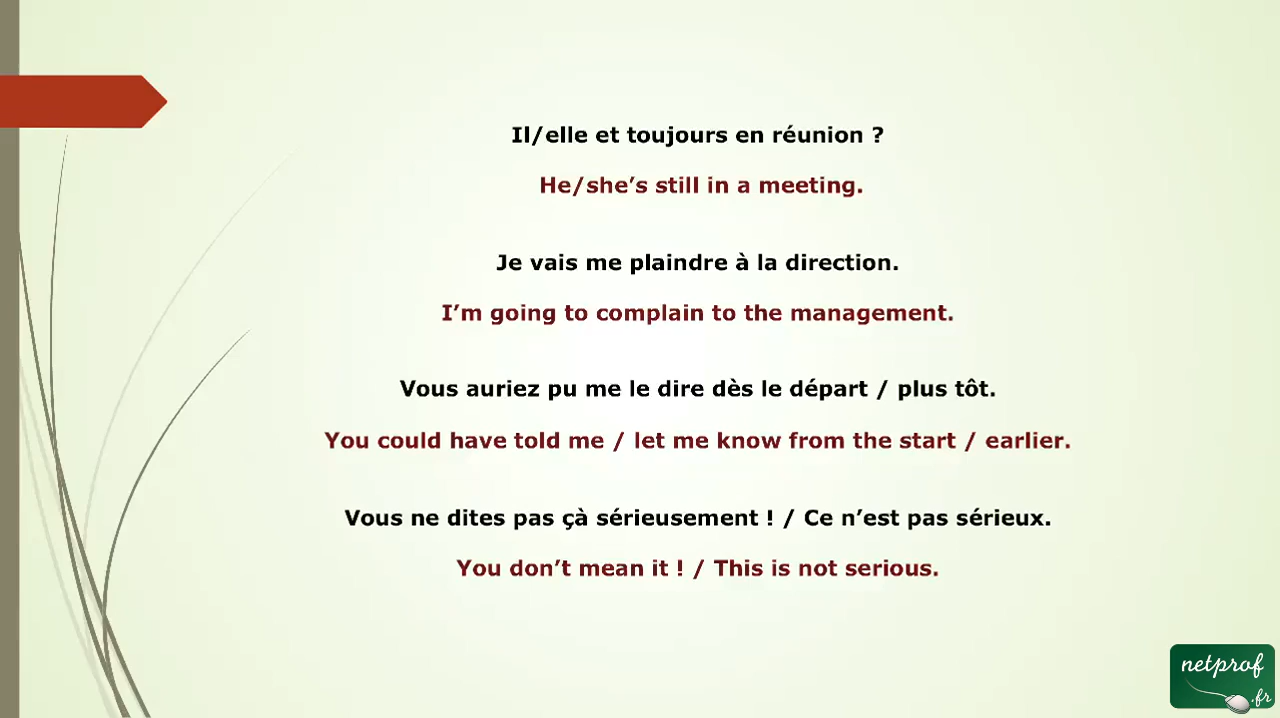 Il/elle et toujours en réunion ?
He/she’s still in a meeting.
Je vais me plaindre à la direction.
I’m going to complain to the management.
Vous auriez pu me le dire dès le départ / plus tôt.
You could have told me / let me know from the start / earlier.
Vous ne dites pas çà sérieusement ! / Ce n’est pas sérieux.
You don’t mean it ! / This is not serious.
netprof
.fr